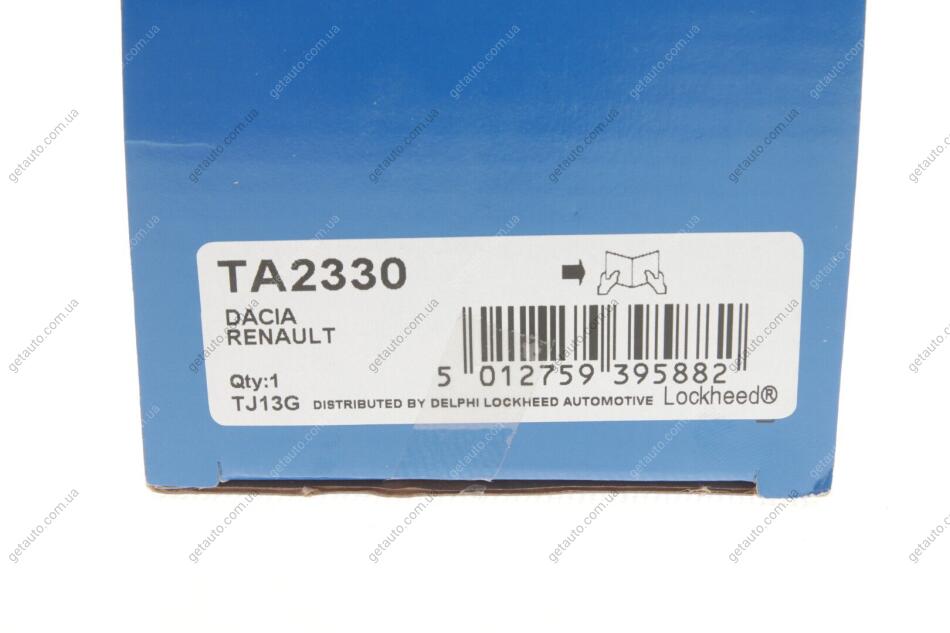 TA2330
DACIA
RENAULT
5 012759 395882
Qty:1
TJ13G DISTRIBUTED BY DELPHI LOCKHEED AUTOMOTIVE Lockheed®
getauto.com.ua